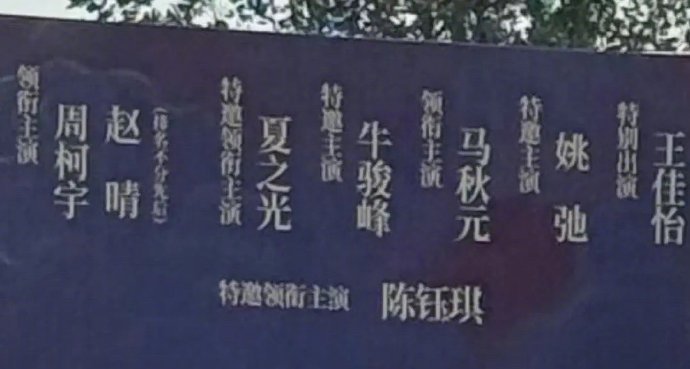 领衔主演
周柯宇
赵晴
(排名不分先后)
特邀领衔主演
夏之光
特邀主演
牛骏峰
领衔主演
马秋元
特邀主演
姚弛
特别出演
王佳怡
特邀领衔主演 陈钰琪